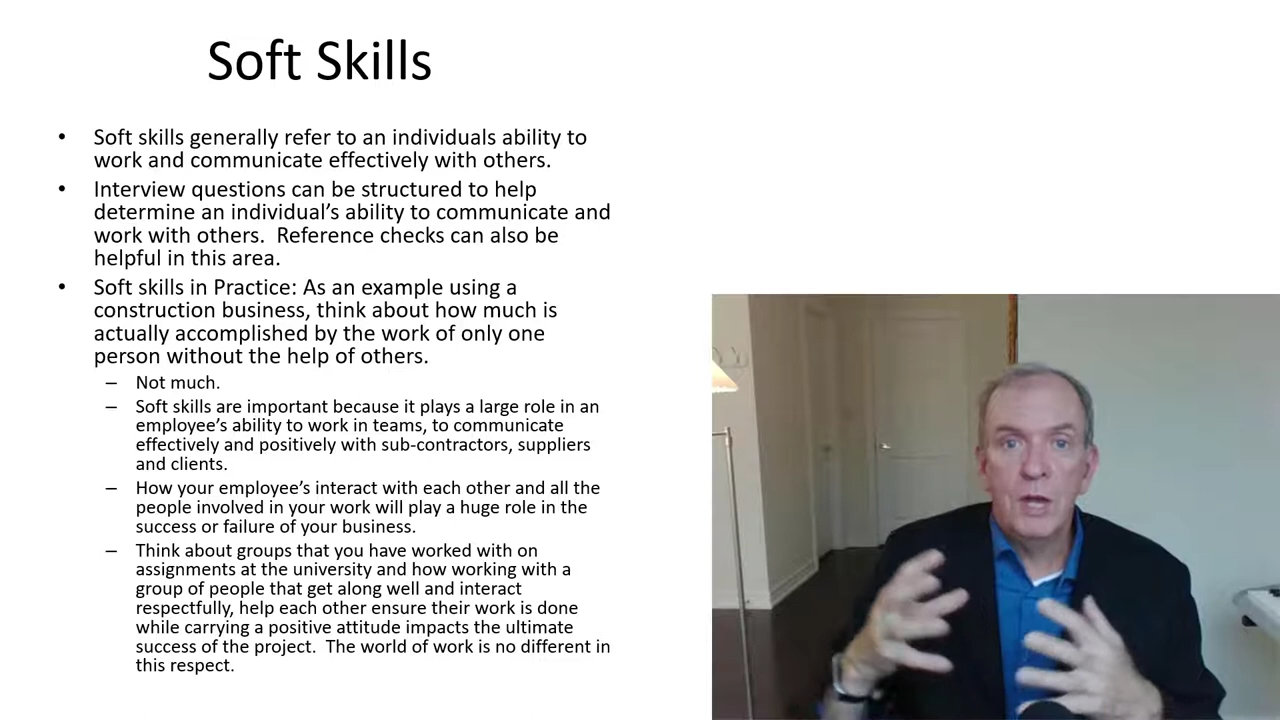 Soft Skills
• Soft skills generally refer to an individuals ability to
work and communicate effectively with others.
• Interview questions can be structured to help
determine an individual’s ability to communicate and
work with others.  Reference checks can also be
helpful in this area.
• Soft skills in Practice: As an example using a
construction business, think about how much is
actually accomplished by the work of only one
person without the help of others.
– Not much.
– Soft skills are important because it plays a large role in an
employee’s ability to work in teams, to communicate
effectively and positively with sub-contractors, suppliers
and clients.
– How your employee’s interact with each other and all the
people involved in your work will play a huge role in the
success or failure of your business.
– Think about groups that you have worked with on
assignments at the university and how working with a
group of people that get along well and interact
respectfully, help each other ensure their work is done
while carrying a positive attitude impacts the ultimate
success of the project.  The world of work is no different in
this respect.